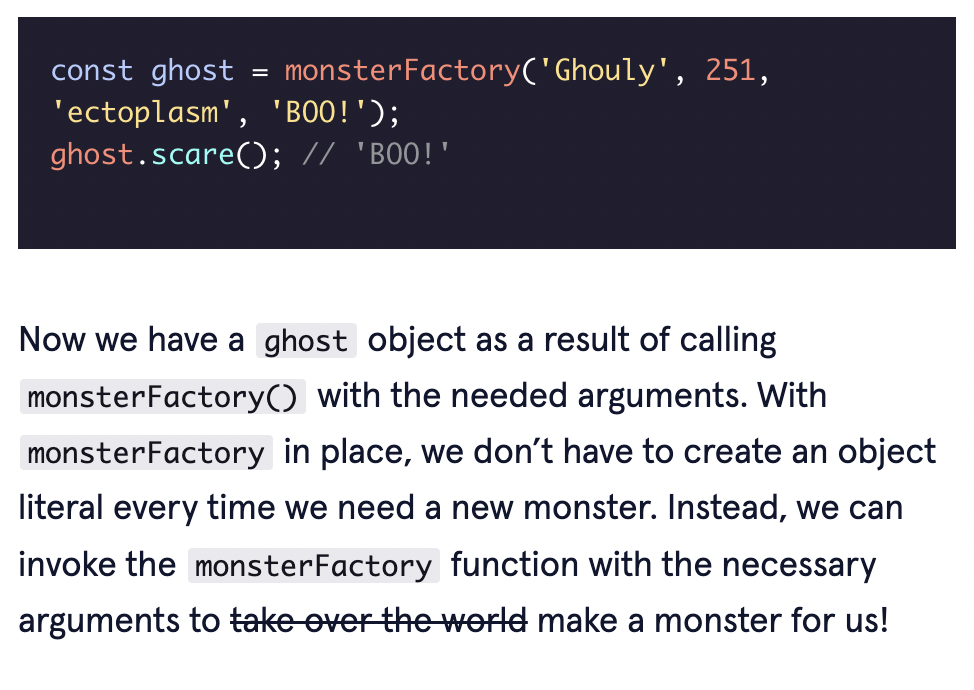 const ghost = monsterFactory('Ghouly', 251,
'ectoplasm', 'BOO!');
ghost.scare(); // 'BOO!'
Now we have a ghost object as a result of calling
monsterFactory() with the needed arguments. With
monsterFactory in place, we don’t have to create an object
literal every time we need a new monster. Instead, we can
invoke the monsterFactory function with the necessary
arguments to take over the world make a monster for us!